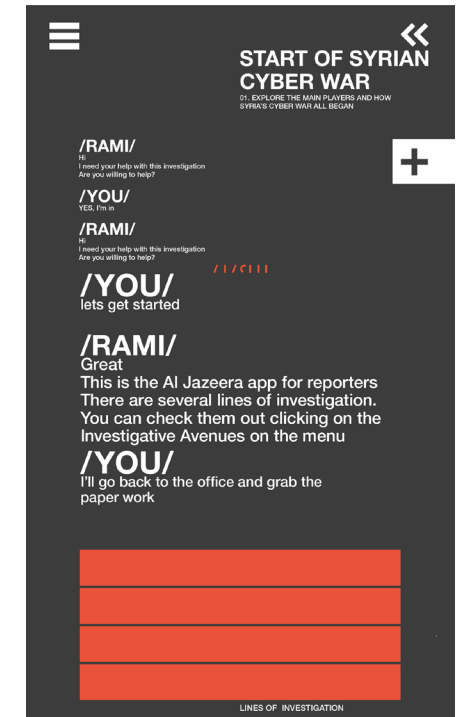 START OF SYRIAN
CYBER WAR
01. EXPLORE THE MAIN PLAYERS AND HOW
SYRIA'S CYBER WAR ALL BEGAN
/RAMI/
Hi
I need your help with this investigation
Are you willing to help?
/YOU/
YES, I'm in
/RAMI/
Hi
I need your help with this investigation
Are you willing to help?
/YOU/
lets get started
/RAMI/
Great
This is the Al Jazeera app for reporters
There are several lines of investigation.
You can check them out clicking on the
Investigative Avenues on the menu
/YOU/
I'll go back to the office and grab the
paper work
LINES OF INVESTIGATION